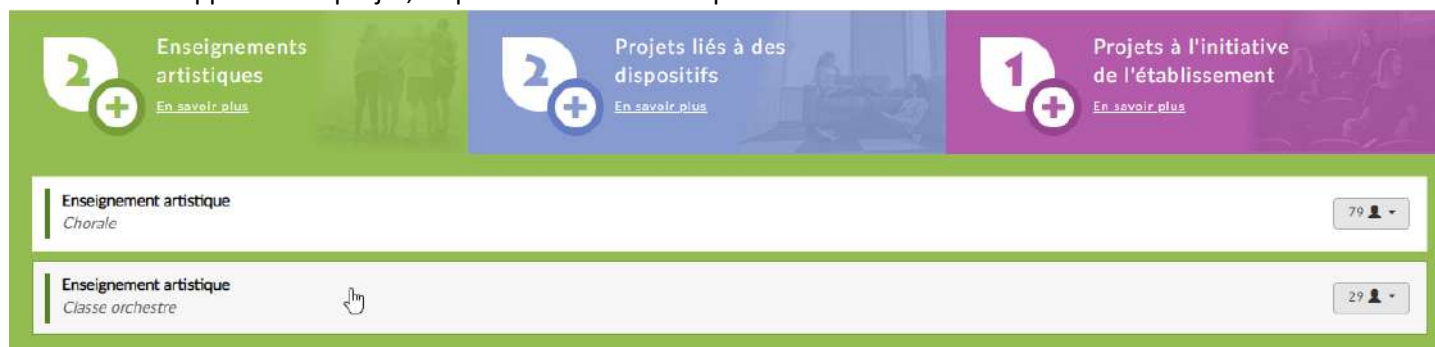 2
Enseignements
artistiques
En savoir plus
2
Projets liés à des
dispositifs
En savoir plus
1
Projets à l'initiative
de l'établissement
En savoir plus
Enseignement artistique
Chorale
79
Enseignement artistique
Classe orchestre
29